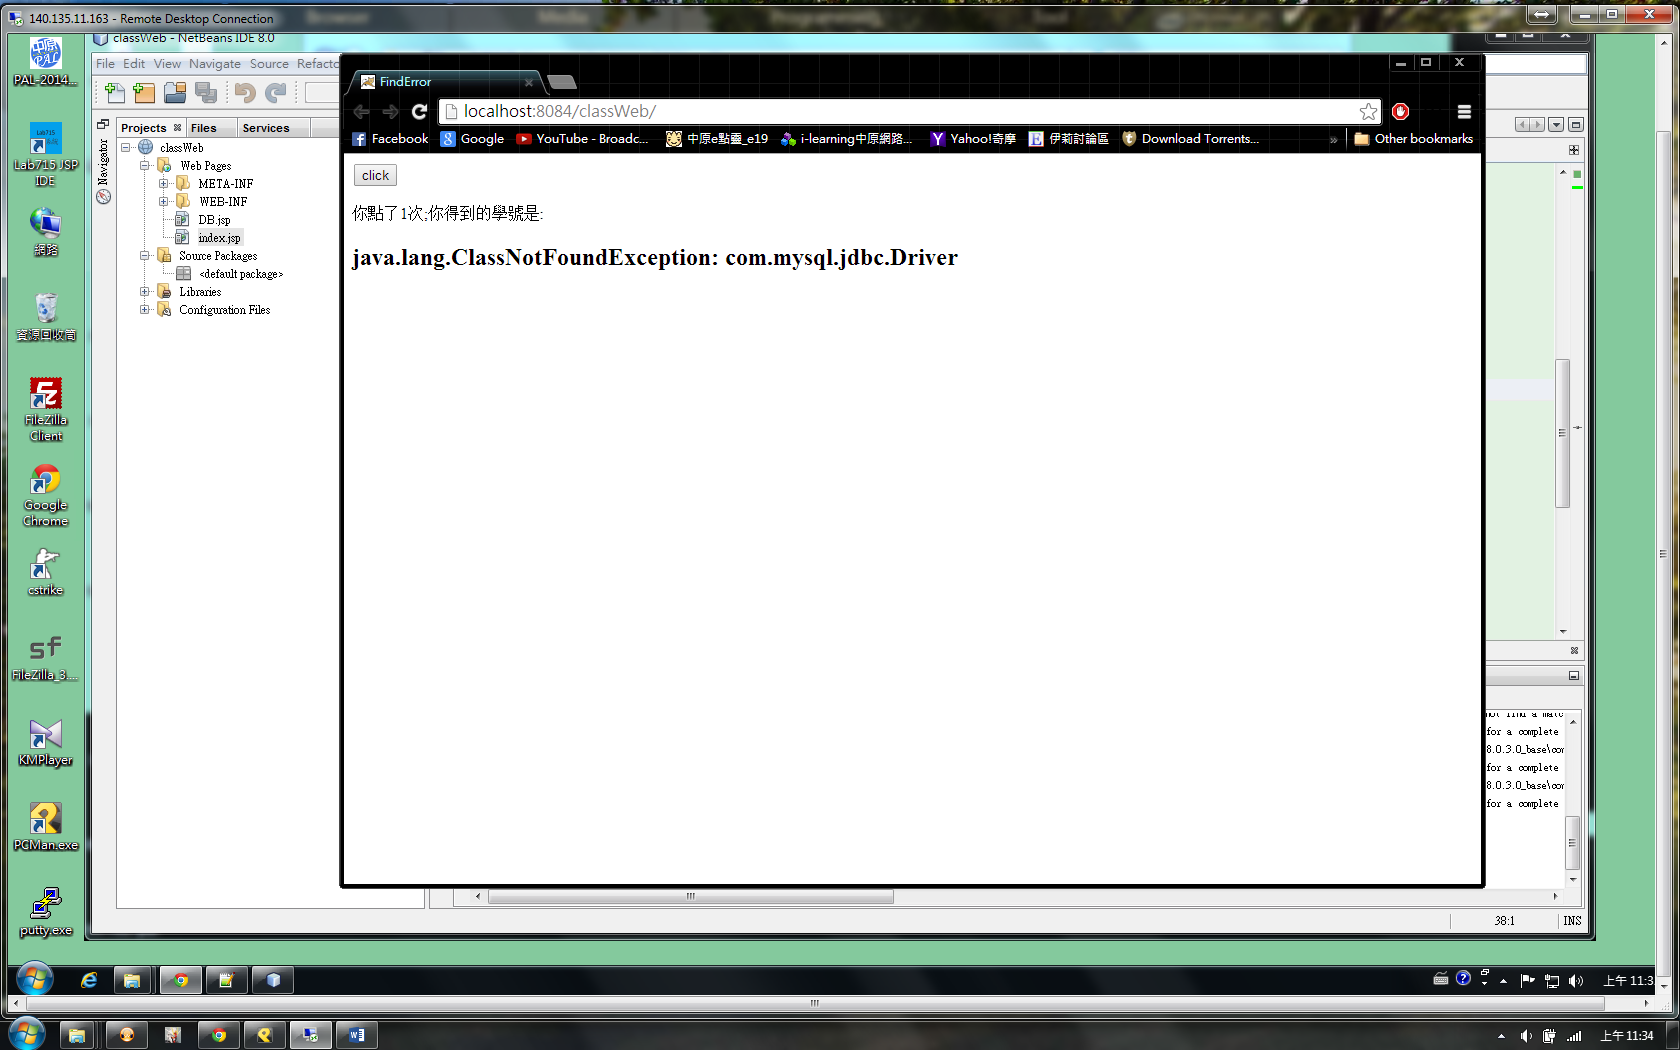 140.135.11.163 - Remote Desktop Connection
classWeb - NetBeans IDE 8.0
File Edit View Navigate Source Refacto
Projects
Files
Services
Navigator
classWeb
Web Pages
META-INF
WEB-INF
DB.jsp
index.jsp
Source Packages
<default package>
Libraries
Configuration Files
FindError
localhost:8084/classWeb/
Facebook
Google
YouTube - Broadc...
中原e點靈_e19
i-learning中原網路...
Yahoo!奇摩
伊莉討論區
Download Torrents...
»
Other bookmarks
click
你點了1次;你得到的學號是:
java.lang.ClassNotFoundException: com.mysql.jdbc.Driver
for a complete
8.0.3.0_base\con
for a complete
8.0.3.0_base\con
for a complete
38:1
INS
PAL-2014...
Lab715 JSP
IDE
網路
資源回收筒
FileZilla
Client
Google
Chrome
cstrike
sf
FileZilla_3....
KMPlayer
PCMan.exe
putty.exe
上午 11:3
上午 11:34